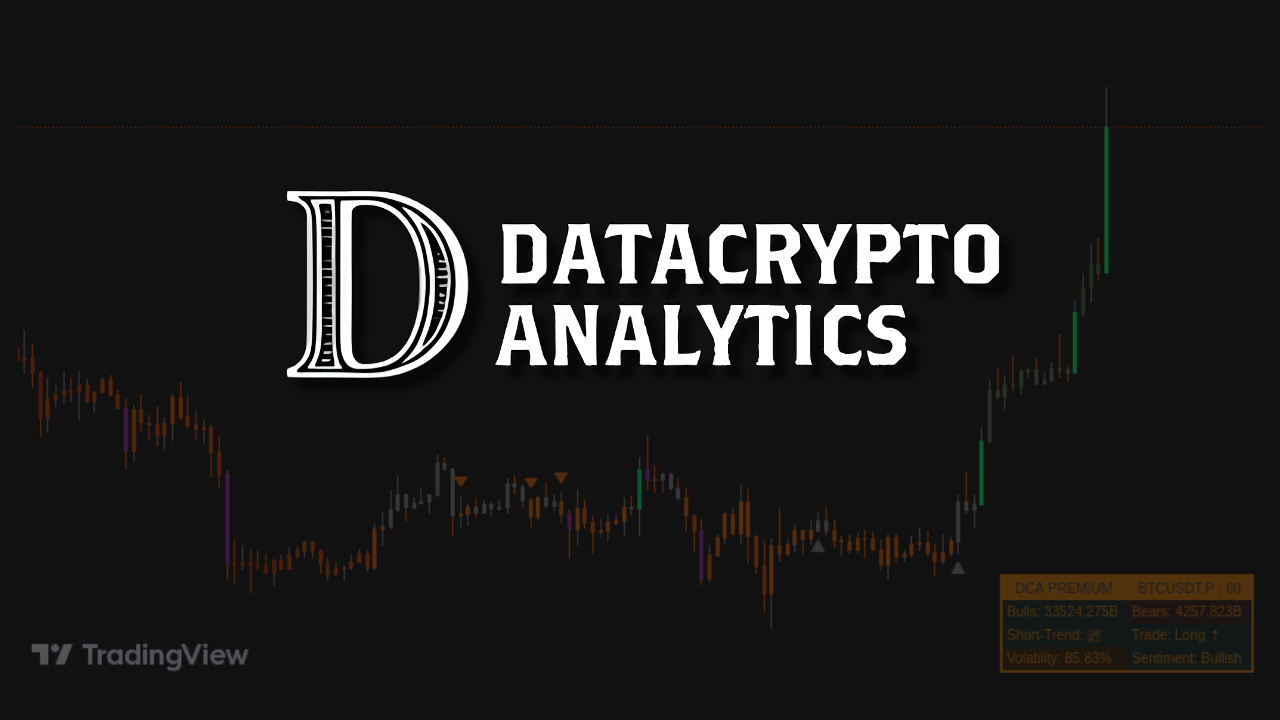 D
DATACRYPTO
ANALYTICS
DCA PREMIUM BTCUSDT.P : 60
Bulls: 33524.275B Bears: 4257.823B
Short-Trend: Trade: Long ↑
Volatility: 85.83% Sentiment: Bullish
TradingView